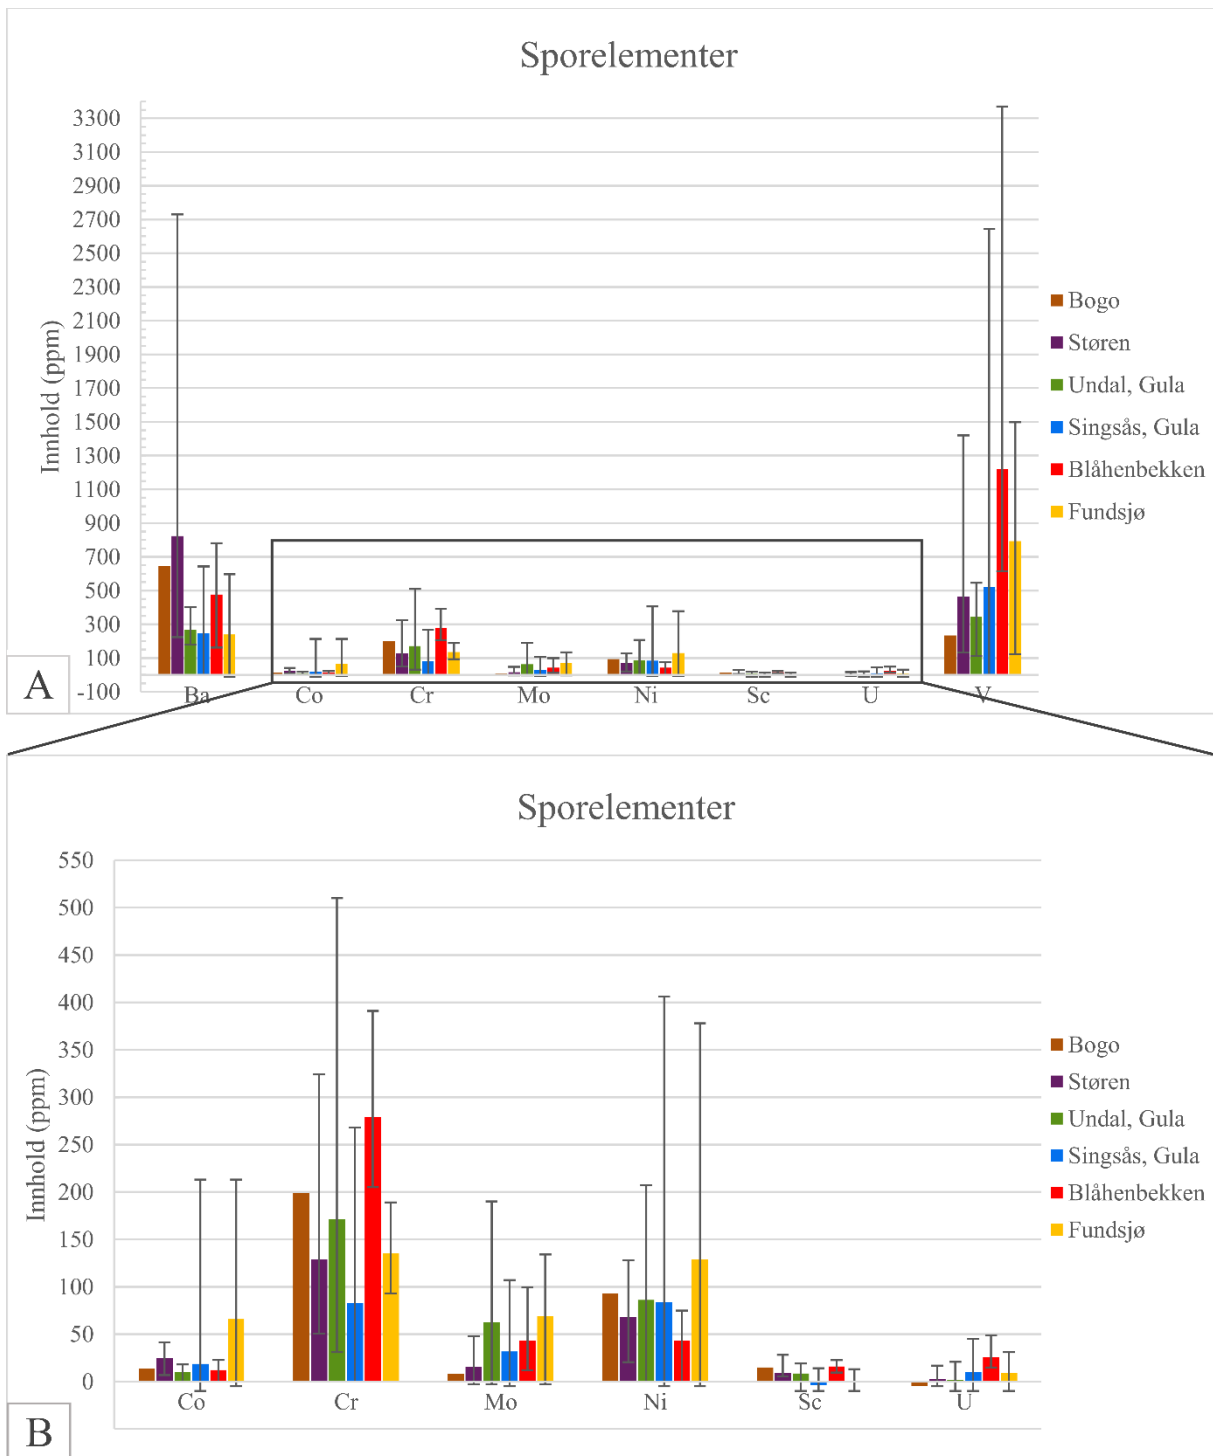 Sporelementer
3300
3100
2900
2700
2500
2300
2100
1900
1700
1500
1300
1100
900
700
500
300
100
-100
Innhold (ppm)
Ba Co Cr Mo Ni Sc U V
Bogo
Støren
Undal, Gula
Singsås, Gula
Blåhenbekken
Fundsjø
A
Sporelementer
550
500
450
400
350
300
250
200
150
100
50
0
Innhold (ppm)
Co Cr Mo Ni Sc U
Bogo
Støren
Undal, Gula
Singsås, Gula
Blåhenbekken
Fundsjø
B